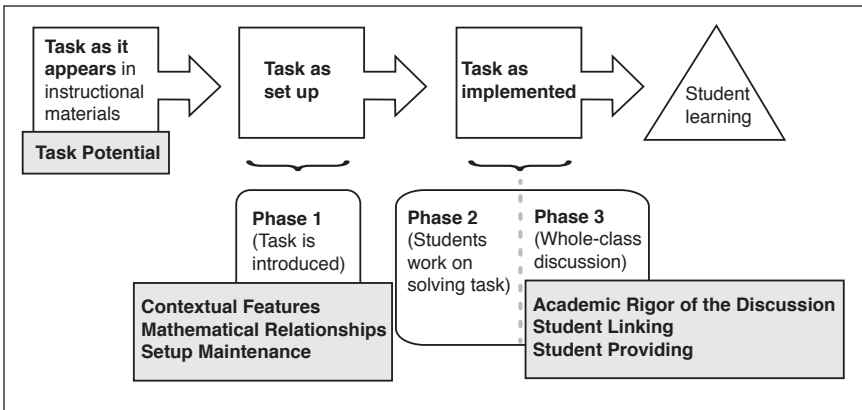 Task as it
appears in
instructional
materials
Task Potential
Task as
set up
Task as
implemented
Student
learning
Phase 1
(Task is
introduced)
Contextual Features
Mathematical Relationships
Setup Maintenance
Phase 2
(Students
work on
solving task)
Phase 3
(Whole-class
discussion)
Academic Rigor of the Discussion
Student Linking
Student Providing